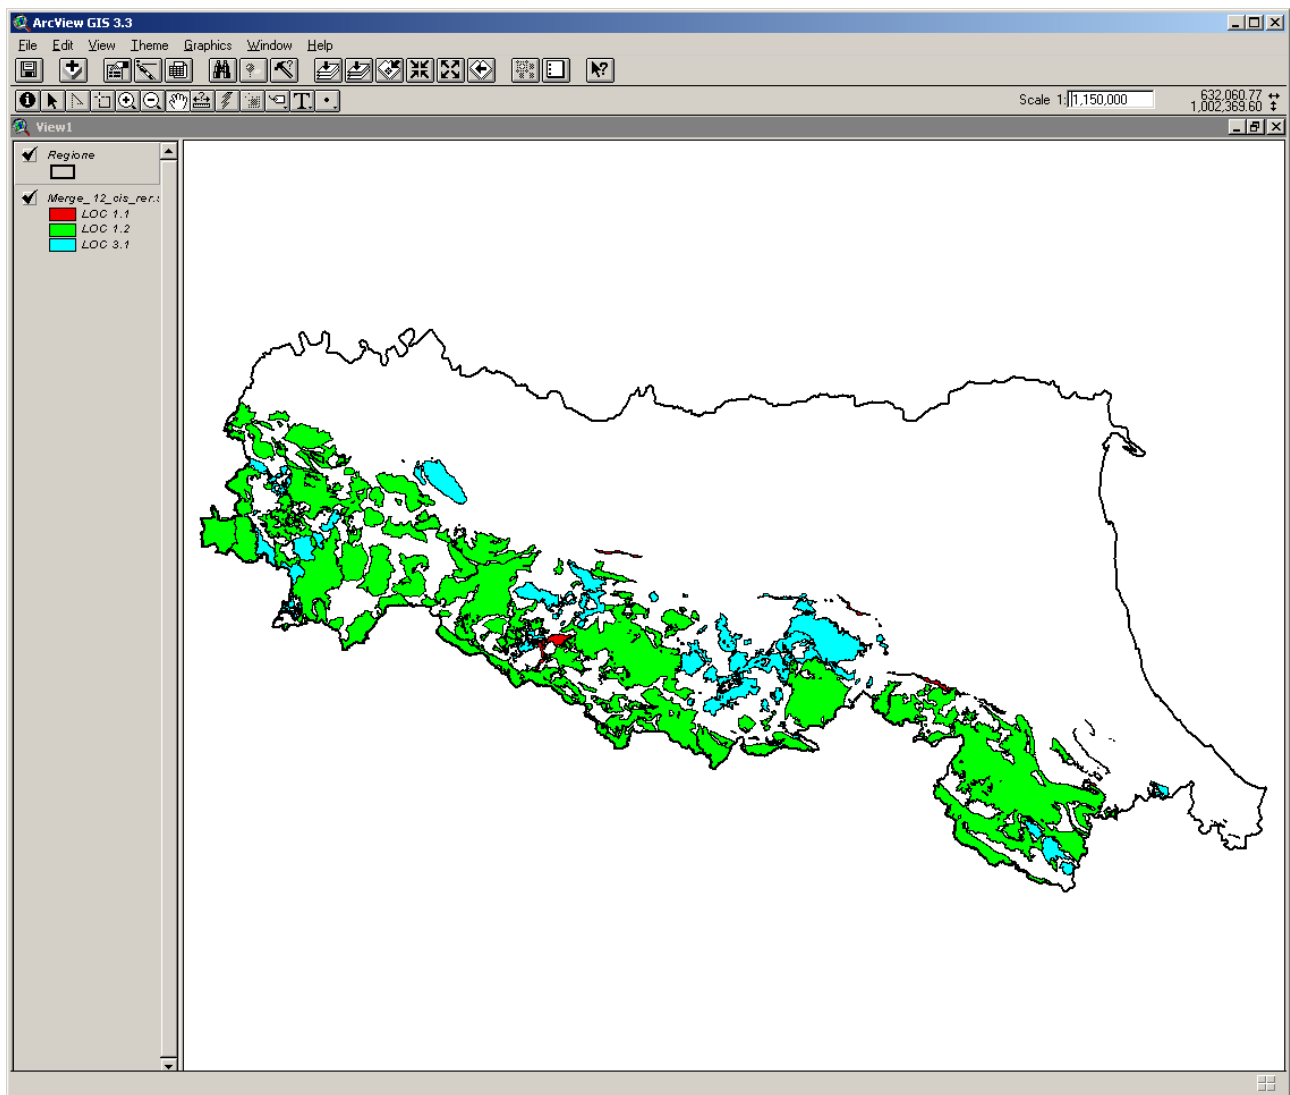 ArcView GIS 3.3
File Edit View Theme Graphics Window Help
Scale 1: 1,150,000
632,060.77
1,002,369.60
View1
Regione
Merge_12_cis_rer.s
LOC 1.1
LOC 1.2
LOC 3.1